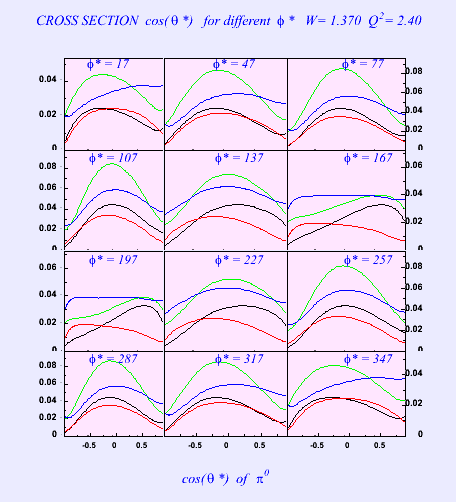 CROSS SECTION cos(θ *) for different ϕ * W= 1.370 Q²= 2.40
ϕ* = 17 ϕ* = 47 ϕ* = 77
0.04 0.02 0
0.08 0.06 0.04 0.02 0
ϕ* = 107 ϕ* = 137 ϕ* = 167
0.08 0.06 0.04 0.02 0
0.06 0.04 0.02 0
ϕ* = 197 ϕ* = 227 ϕ* = 257
0.06 0.04 0.02 0
0.08 0.06 0.04 0.02 0
ϕ* = 287 ϕ* = 317 ϕ* = 347
0.08 0.06 0.04 0.02 0
0.04 0.02 0
-0.5 0 0.5 -0.5 0 0.5 -0.5 0 0.5
cos(θ *) of π⁰